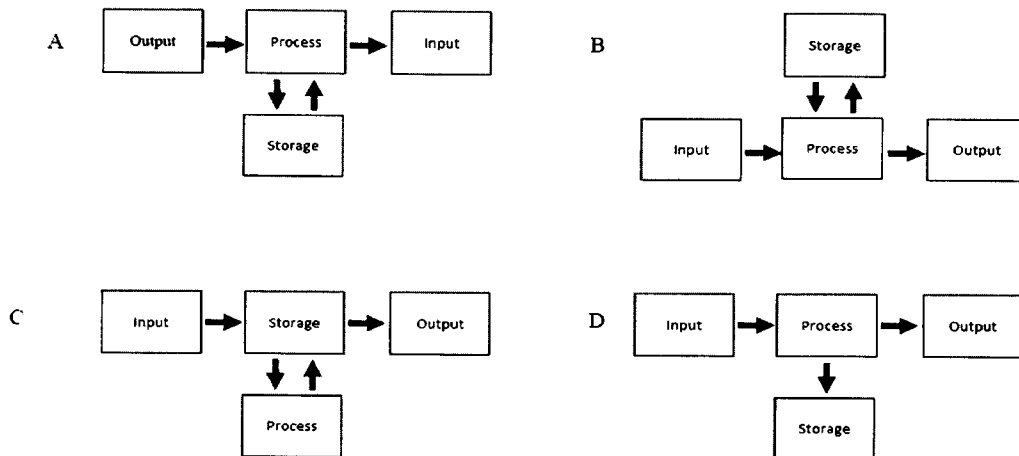 A
Output
Process
Input
Storage
B
Storage
Input
Process
Output
C
Input
Storage
Output
Process
D
Input
Process
Output
Storage